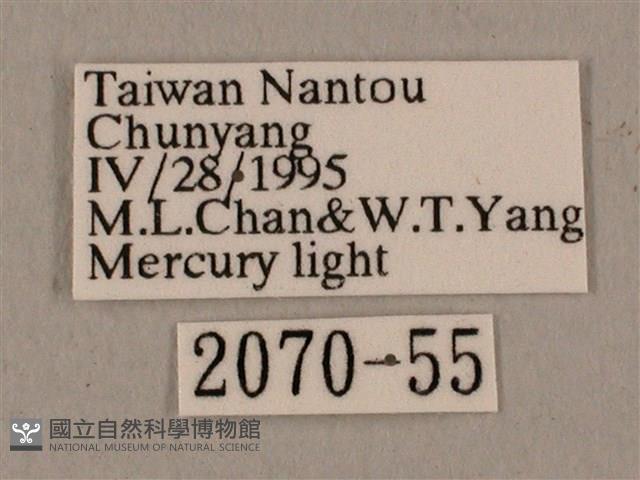 Taiwan Nantou
Chunyang
IV/28/1995
M.L.Chan&W.T.Yang
Mercury light
2070-55
國立自然科學博物館
NATIONAL MUSEUM OF NATURAL SCIENCE